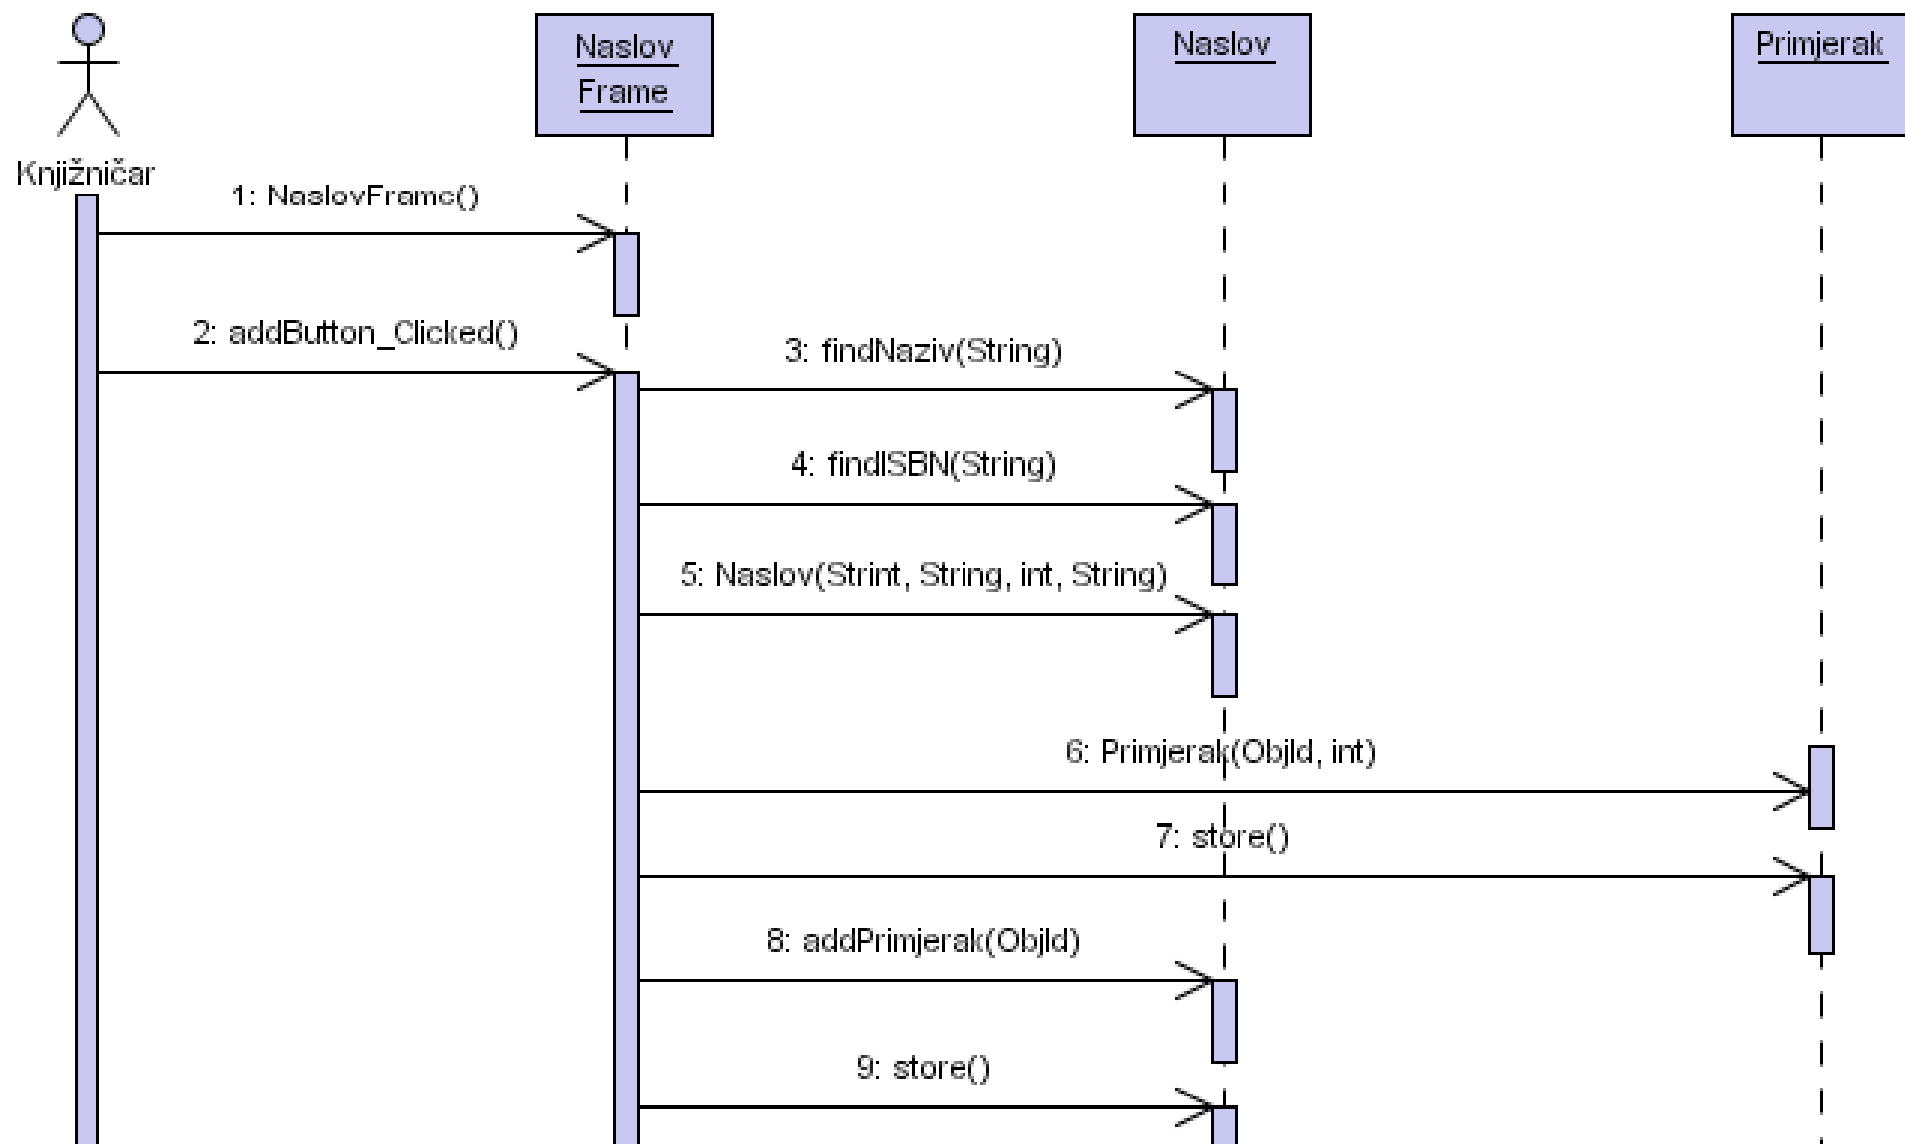 Naslov
Frame
Naslov
Primjerak
Knjižničar
1: NaslovFrame()
2: addButton_Clicked()
3: findNaziv(String)
4: findISBN(String)
5: Naslov(Strint, String, int, String)
6: Primjerak(ObjId, int)
7: store()
8: addPrimjerak(ObjId)
9: store()